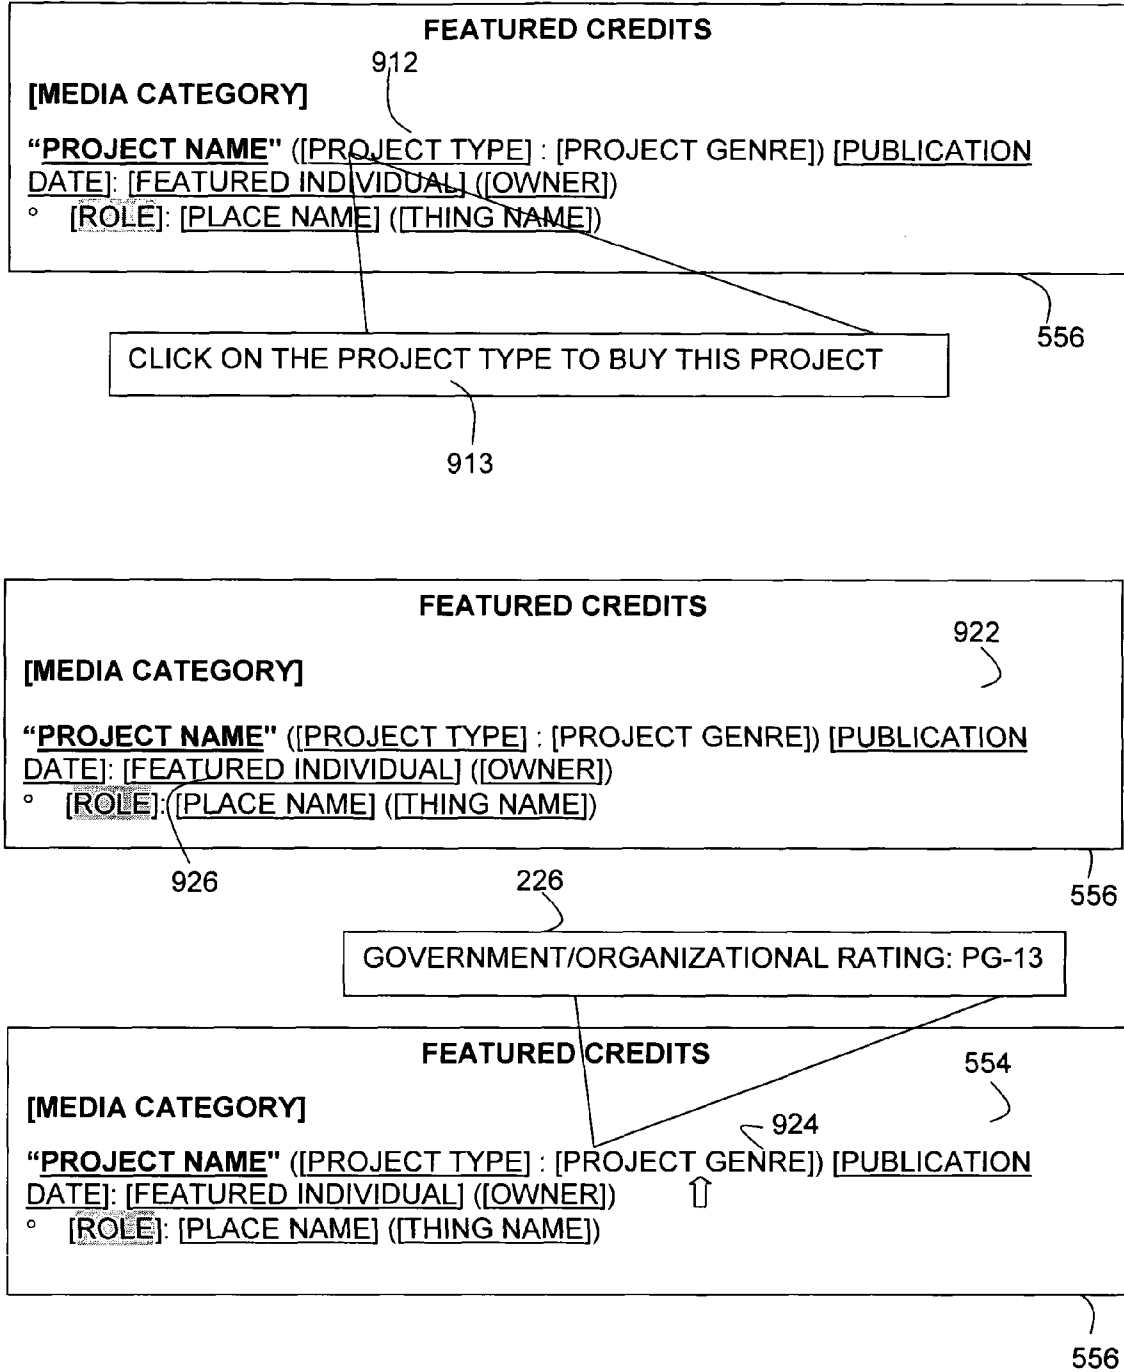 FEATURED CREDITS
912
[MEDIA CATEGORY]
“PROJECT NAME" ([PROJECT TYPE] : [PROJECT GENRE]) [PUBLICATION
DATE]: [FEATURED INDIVIDUAL] ([OWNER])
° [ROLE]: [PLACE NAME] ([THING NAME])
556
CLICK ON THE PROJECT TYPE TO BUY THIS PROJECT
913
FEATURED CREDITS
922
[MEDIA CATEGORY]
“PROJECT NAME" ([PROJECT TYPE] : [PROJECT GENRE]) [PUBLICATION
DATE]: [FEATURED INDIVIDUAL] ([OWNER])
° [ROLE]: [PLACE NAME] ([THING NAME])
926
226
556
GOVERNMENT/ORGANIZATIONAL RATING: PG-13
FEATURED CREDITS
554
[MEDIA CATEGORY]
924
“PROJECT NAME" ([PROJECT TYPE] : [PROJECT GENRE]) [PUBLICATION
DATE]: [FEATURED INDIVIDUAL] ([OWNER])
° [ROLE]: [PLACE NAME] ([THING NAME])
556